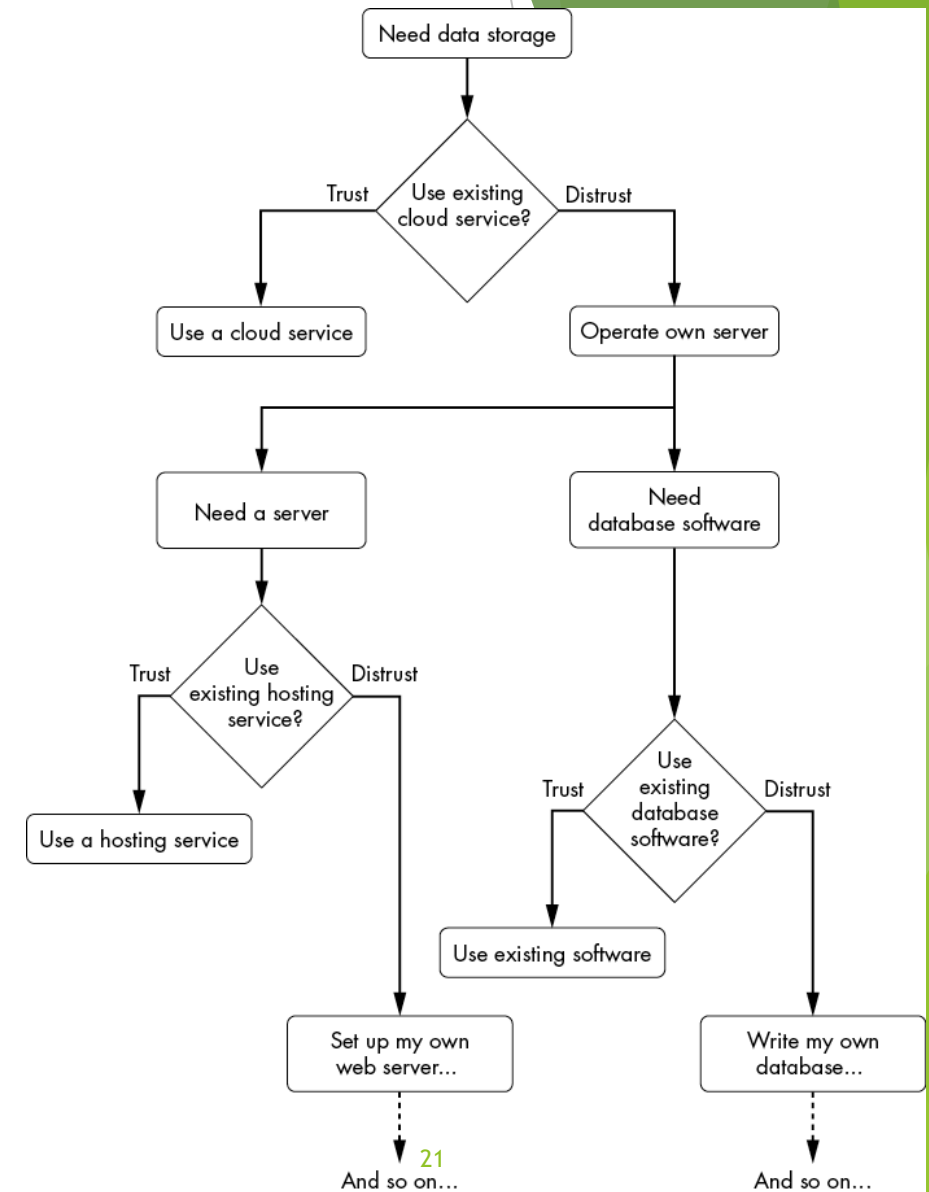 Need data storage
Trust
Use existing
cloud service?
Distrust
Use a cloud service
Operate own server
Need a server
Need
database software
Trust
Use
existing hosting
service?
Distrust
Trust
Use
existing
database
software?
Distrust
Use a hosting service
Use existing software
Set up my own
web server...
Write my own
database...
21
And so on...
And so on...